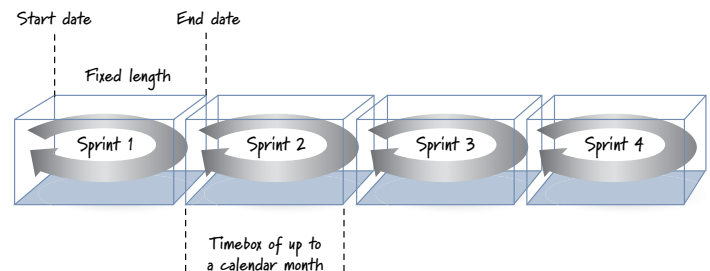 Start date
End date
Fixed length
Sprint 1
Sprint 2
Sprint 3
Sprint 4
Timebox of up to
a calendar month